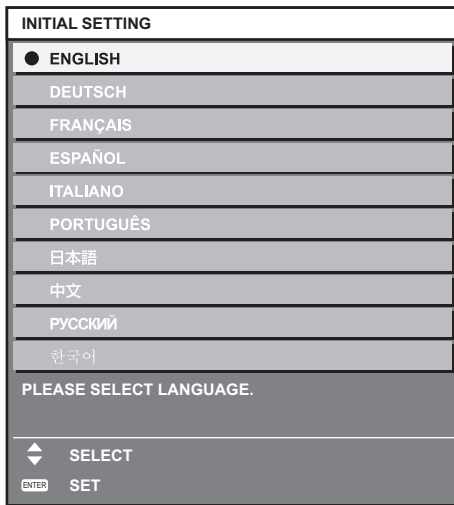 INITIAL SETTING
ENGLISH
DEUTSCH
FRANÇAIS
ESPAÑOL
ITALIANO
PORTUGUÊS
日本語
中文
РУССКИЙ
한국어
PLEASE SELECT LANGUAGE.
SELECT
ENTER SET